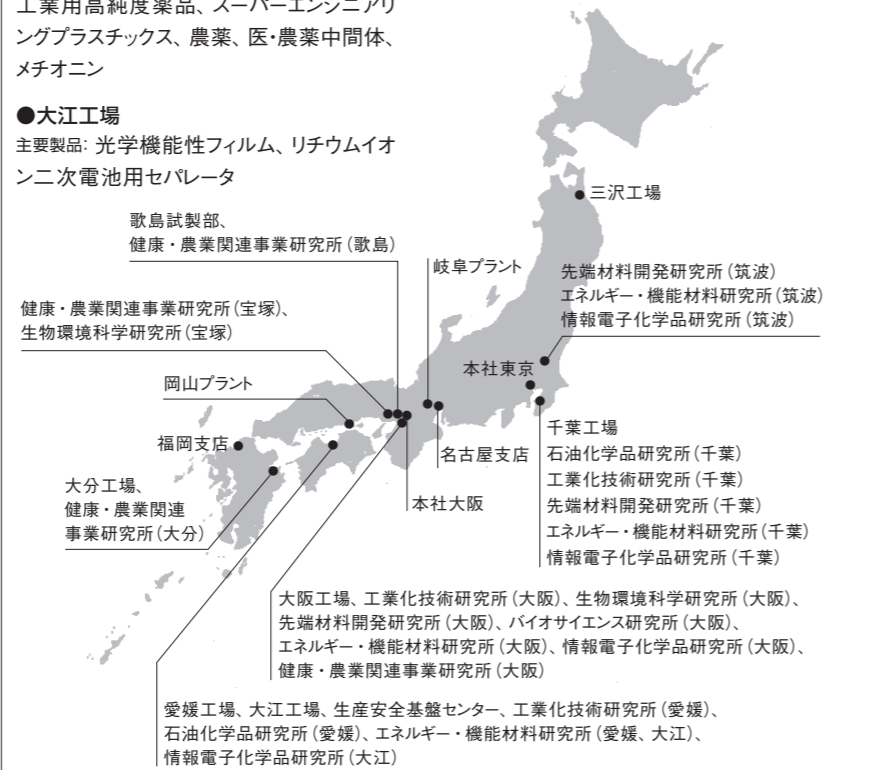 工業用高純度薬品、スーパーエンジニアリ
ングプラスチックス、農薬、医・農薬中間体、
メチオニン
●大江工場
主要製品: 光学機能性フィルム、リチウムイオ
ン二次電池用セパレータ
三沢工場
歌島試製部、
健康・農業関連事業研究所（歌島）
岐阜プラント
先端材料開発研究所（筑波）
エネルギー・機能材料研究所（筑波）
情報電子化学品研究所（筑波）
健康・農業関連事業研究所（宝塚）、
生物環境科学研究所（宝塚）
本社東京
岡山プラント
福岡支店
名古屋支店
千葉工場
石油化学品研究所（千葉）
工業化技術研究所（千葉）
先端材料開発研究所（千葉）
エネルギー・機能材料研究所（千葉）
情報電子化学品研究所（千葉）
大分工場、
健康・農業関連
事業研究所（大分）
本社大阪
大阪工場、工業化技術研究所（大阪）、生物環境科学研究所（大阪）、
先端材料開発研究所（大阪）、バイオサイエンス研究所（大阪）、
エネルギー・機能材料研究所（大阪）、情報電子化学品研究所（大阪）、
健康・農業関連事業研究所（大阪）
愛媛工場、大江工場、生産安全基盤センター、工業化技術研究所（愛媛）、
石油化学品研究所（愛媛）、エネルギー・機能材料研究所（愛媛、大江）、
情報電子化学品研究所（大江）